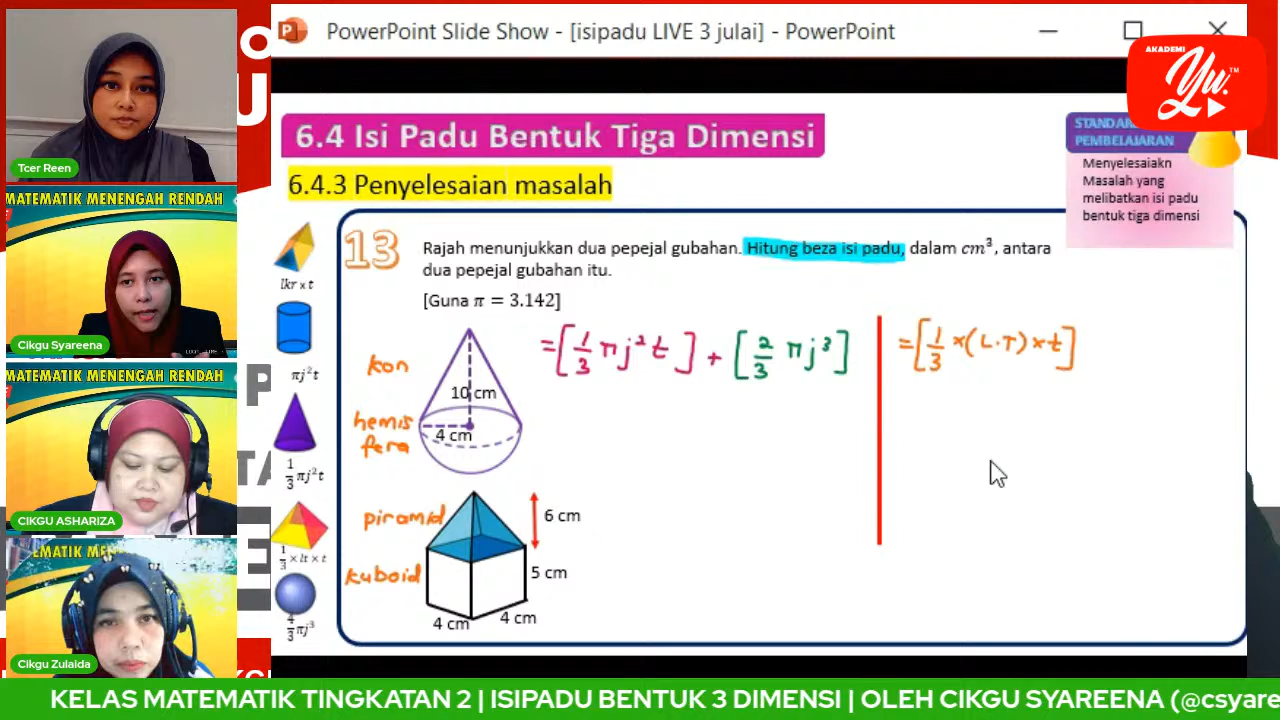 PowerPoint Slide Show - [isipadu LIVE 3 julai] - PowerPoint
AKADEMI
Yu.™
6.4 Isi Padu Bentuk Tiga Dimensi
6.4.3 Penyelesaian masalah
PEMBELAJARAN
Menyelesaiakn
Masalah yang
melibatkan isi padu
bentuk tiga dimensi
13
Rajah menunjukkan dua pepejal gubahan. Hitung beza isi padu, dalam cm³, antara
dua pepejal gubahan itu.
[Guna π = 3.142]
lkr x t
πj²t
1/3 πj²t
1/3 × lt × t
4/3 πj³
kon
10 cm
hemis
fera
4 cm
= [1/3 πj²t] + [2/3 πj³]
= [1/3 ×(L.T) × t]
piramid
6 cm
kuboid
5 cm
4 cm
4 cm
Tcer Reen
MATEMATIK MENENGAH RENDAH
Cikgu Syareena
MATEMATIK MENENGAH RENDAH
CIKGU ASHARIZA
Cikgu Zulaida
KELAS MATEMATIK TINGKATAN 2 | ISIPADU BENTUK 3 DIMENSI | OLEH CIKGU SYAREENA (@csyare